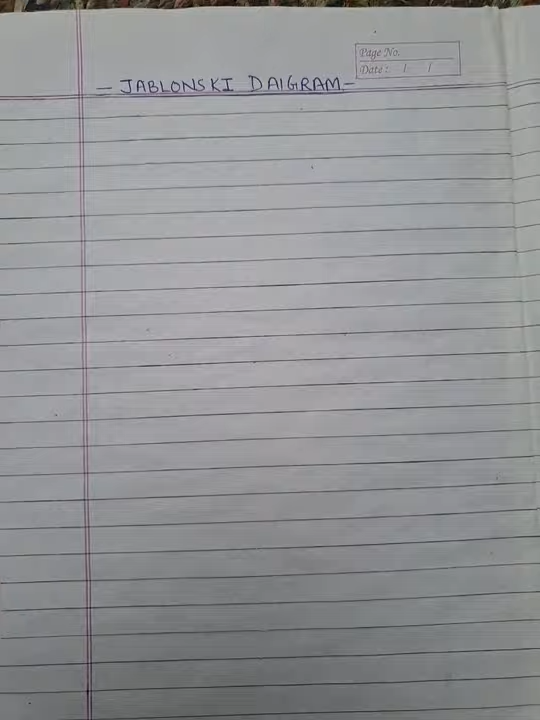 Page No.
Date : / /
— JABLONSKI DAIGRAM —